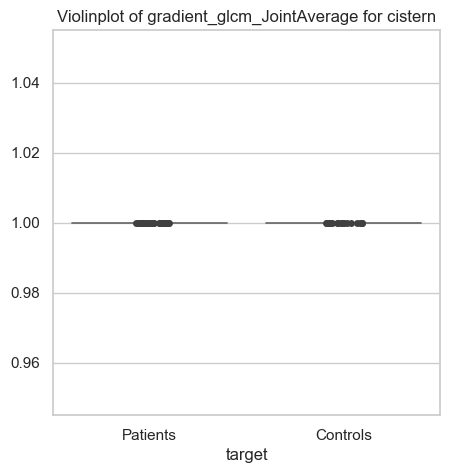 Violinplot of gradient_glcm_JointAverage for cistern
1.04
1.02
1.00
0.98
0.96
Patients
Controls
target